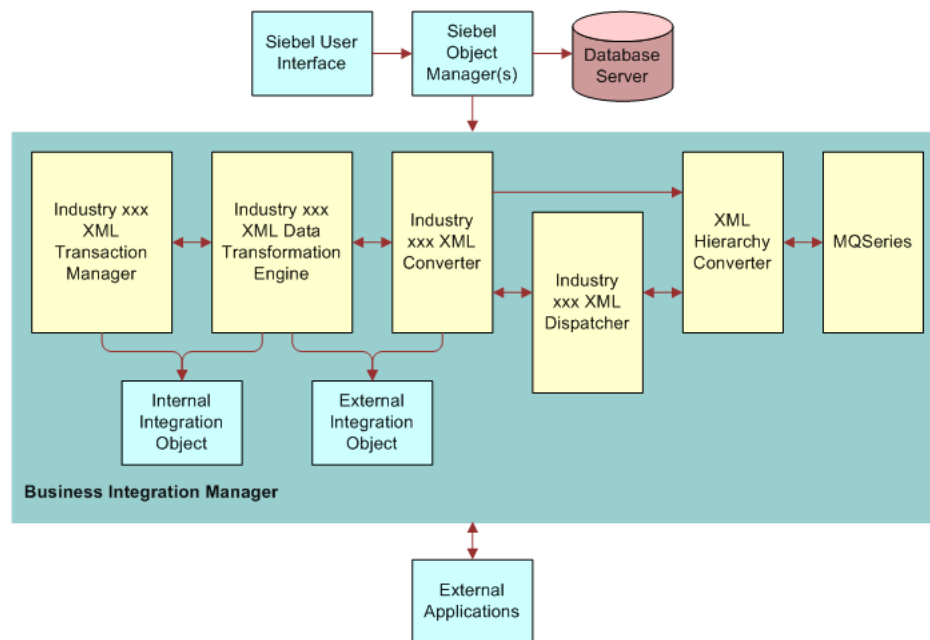 Siebel User
Interface
Siebel
Object
Manager(s)
Database
Server
Industry xxx
XML
Transaction
Manager
Industry xxx
XML Data
Transformation
Engine
Industry
xxx XML
Converter
Industry
xxx XML
Dispatcher
XML
Hierarchy
Converter
MQSeries
Internal
Integration
Object
External
Integration
Object
Business Integration Manager
External
Applications